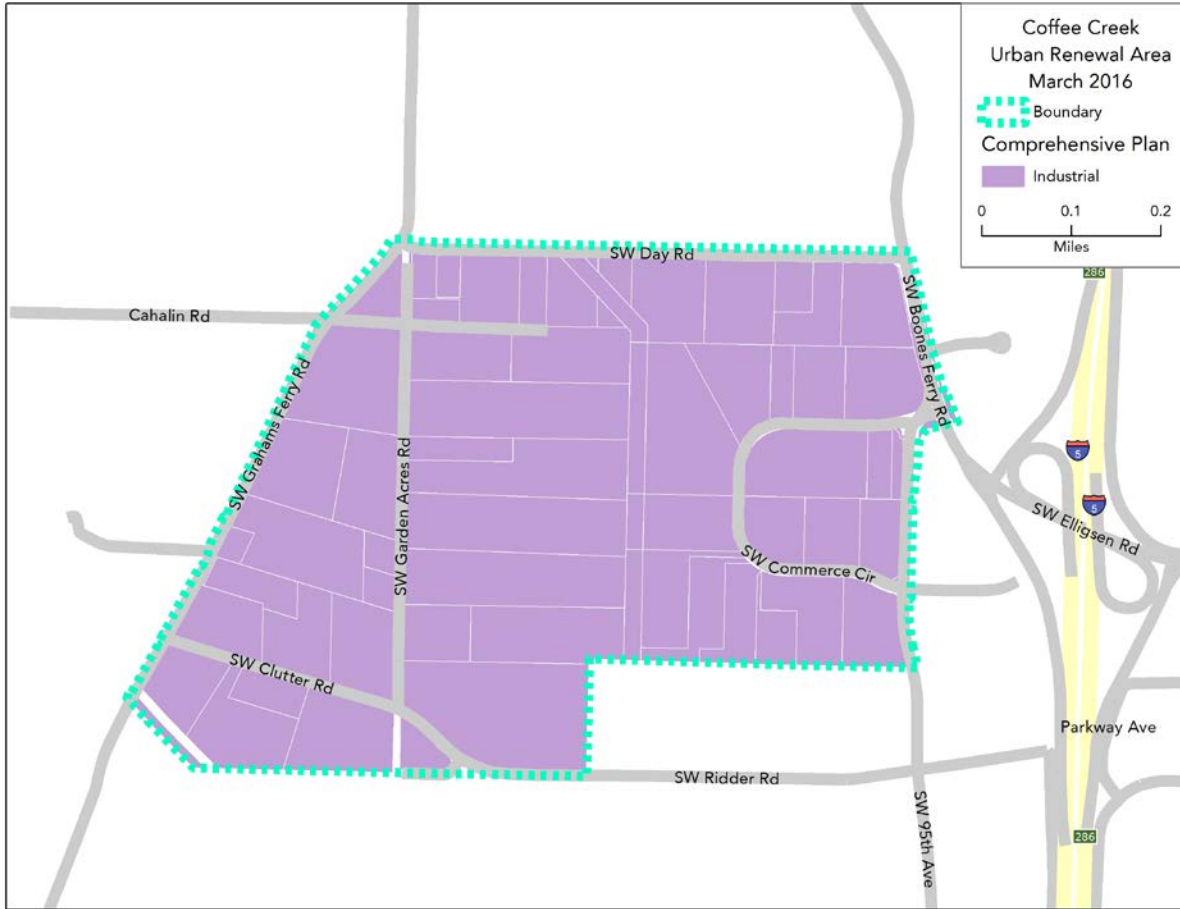 Coffee Creek
Urban Renewal Area
March 2016
Boundary
Comprehensive Plan
Industrial
0 0.1 0.2
Miles
286
SW Day Rd
SW Boones Ferry Rd
Cahalin Rd
SW Grahams Ferry Rd
SW Garden Acres Rd
5
5
SW Elligsen Rd
SW Commerce Cir
SW Clutter Rd
Parkway Ave
SW Ridder Rd
SW 95th Ave
286